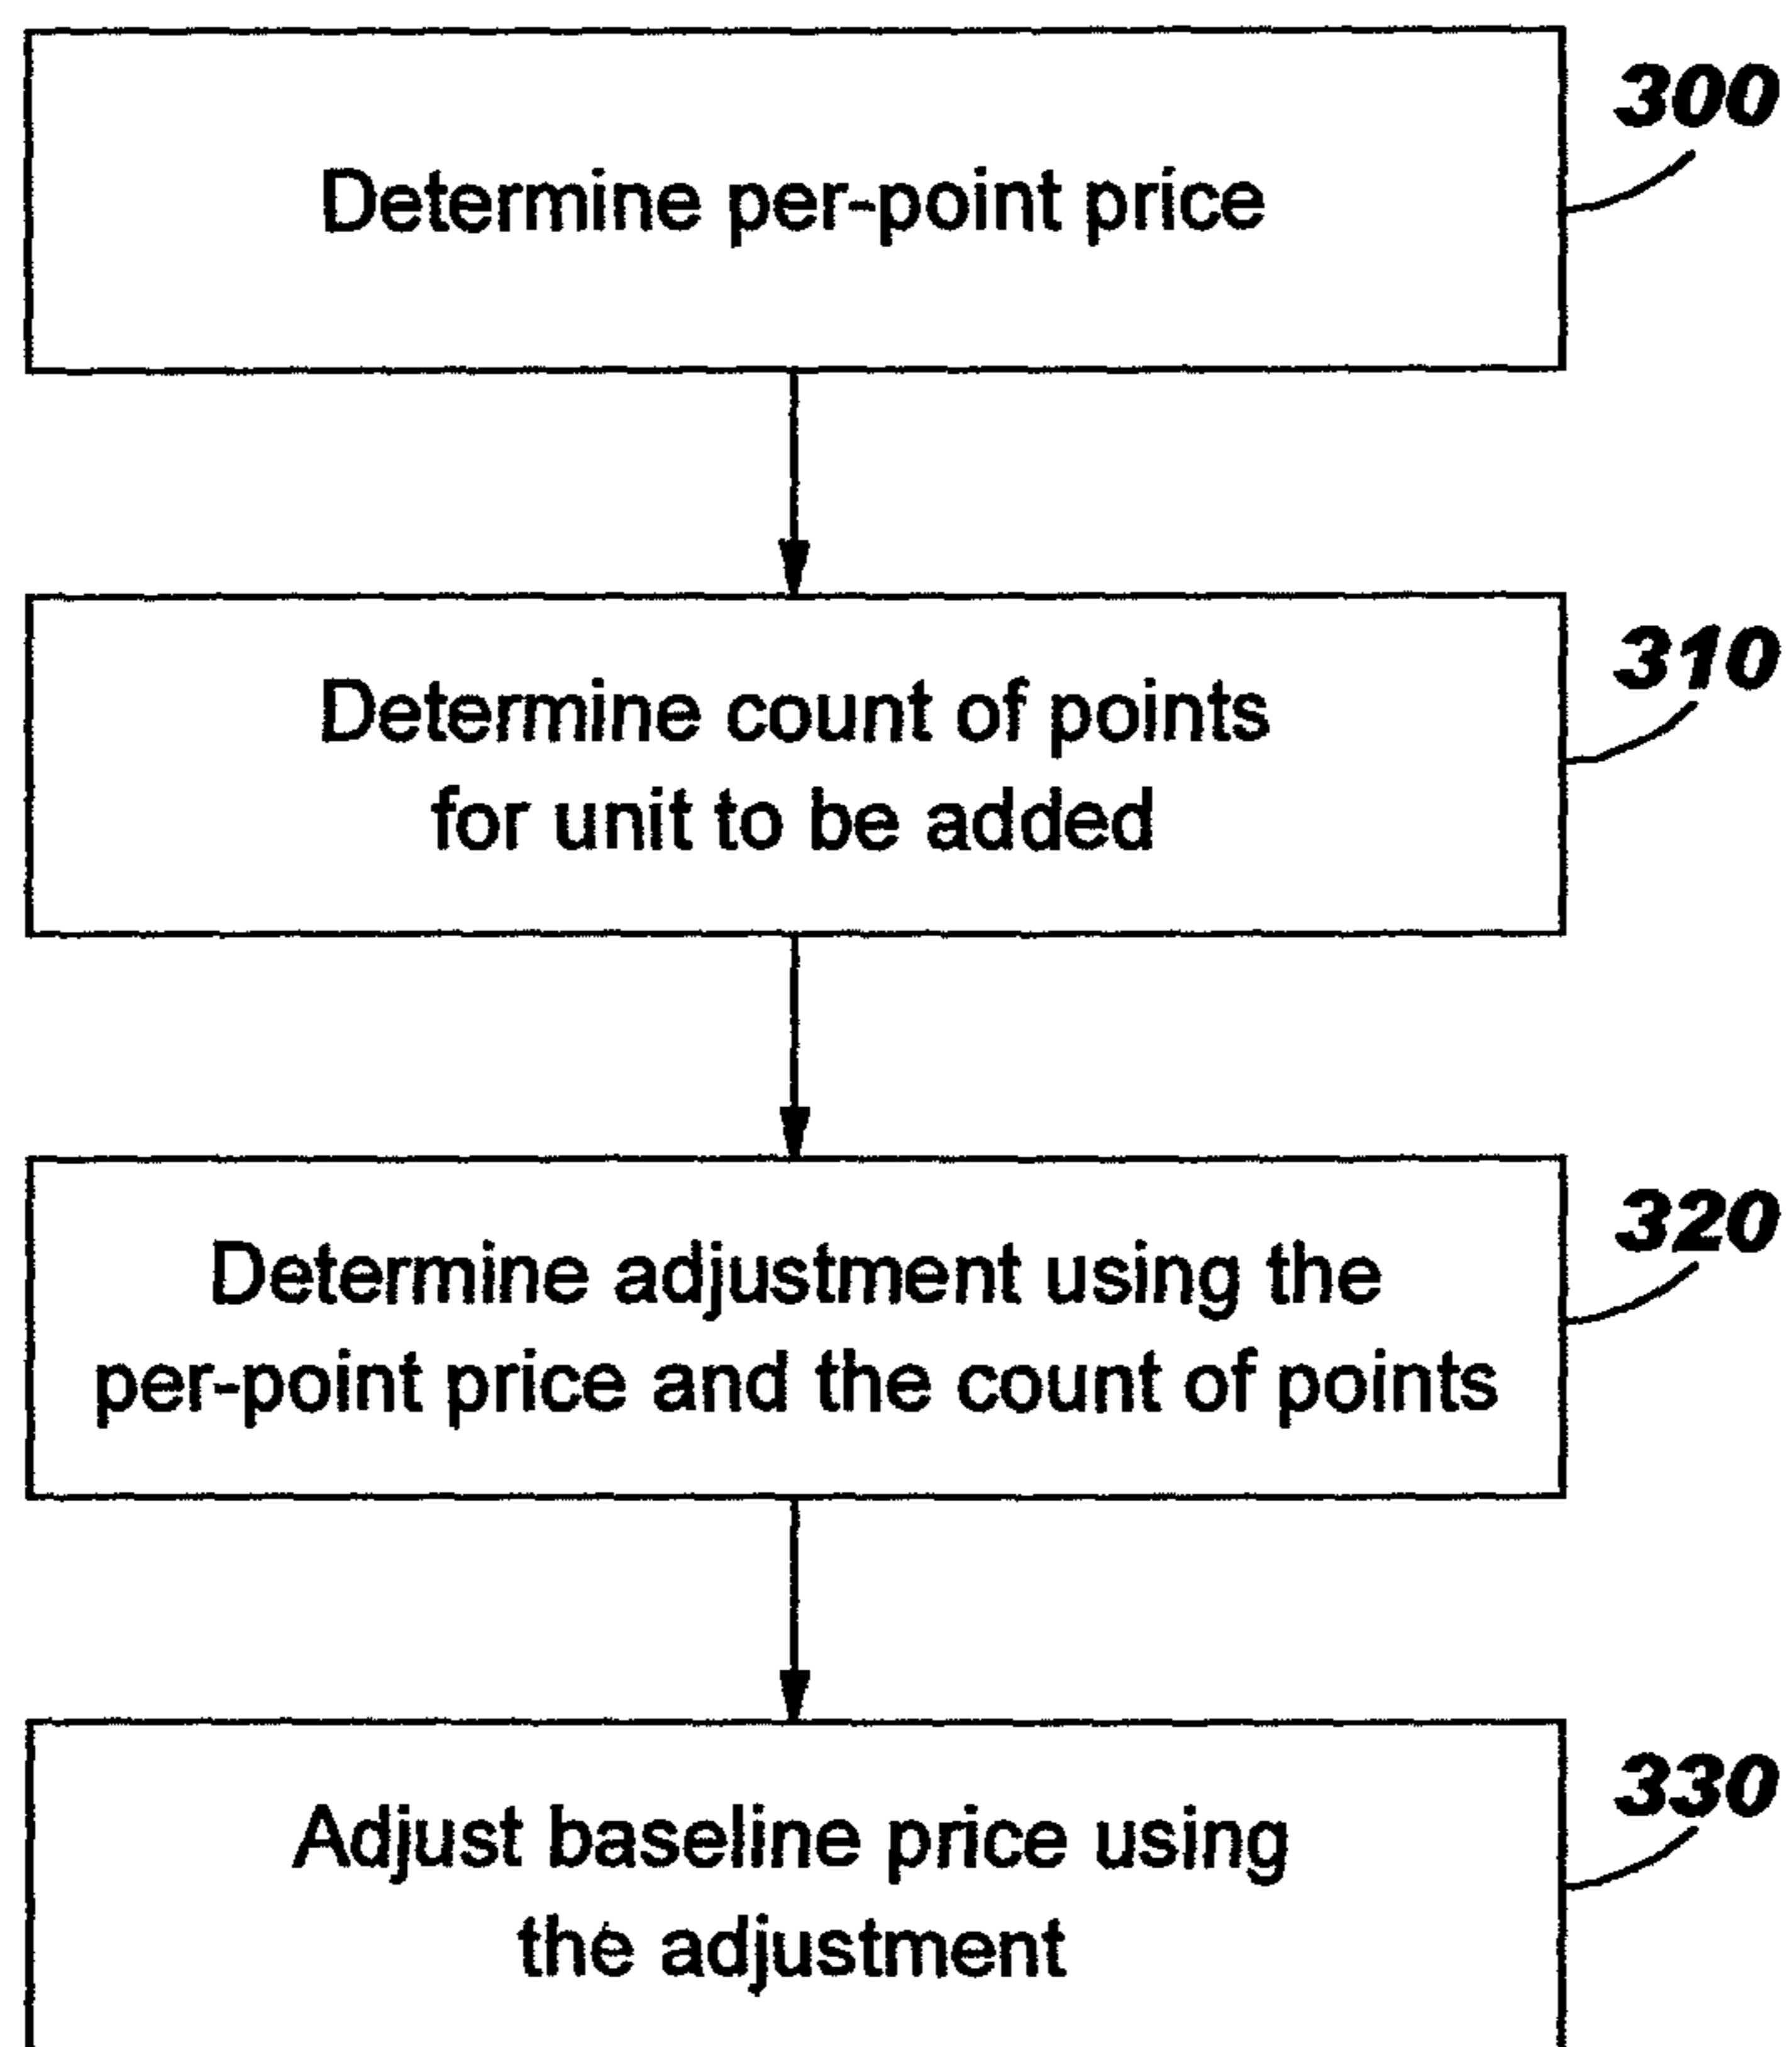 300
Determine per-point price
310
Determine count of points
for unit to be added
320
Determine adjustment using the
per-point price and the count of points
330
Adjust baseline price using
the adjustment